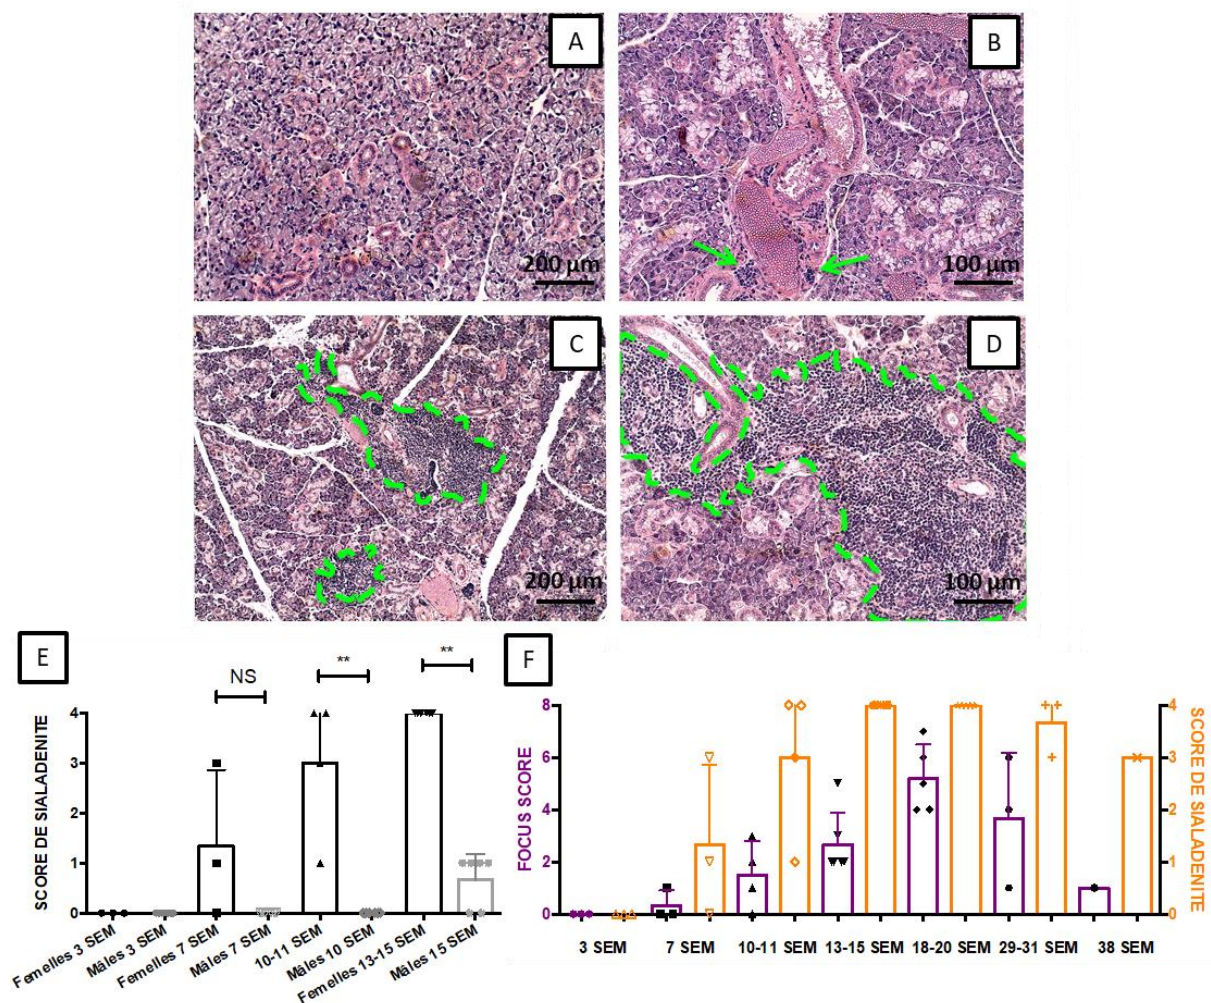 A
200 µm
B
100 µm
C
200 µm
D
100 µm
E
NS
**
**
SCORE DE SIALADENITE
4
3
2
1
0
Femelles 3 SEM
Mâles 3 SEM
Femelles 7 SEM
Mâles 7 SEM
10-11 SEM
Mâles 10 SEM
Femelles 13-15 SEM
Mâles 15 SEM
F
FOCUS SCORE
8
6
4
2
0
3 SEM
7 SEM
10-11 SEM
13-15 SEM
18-20 SEM
29-31 SEM
38 SEM
4
3
2
1
0
SCORE DE SIALADENITE